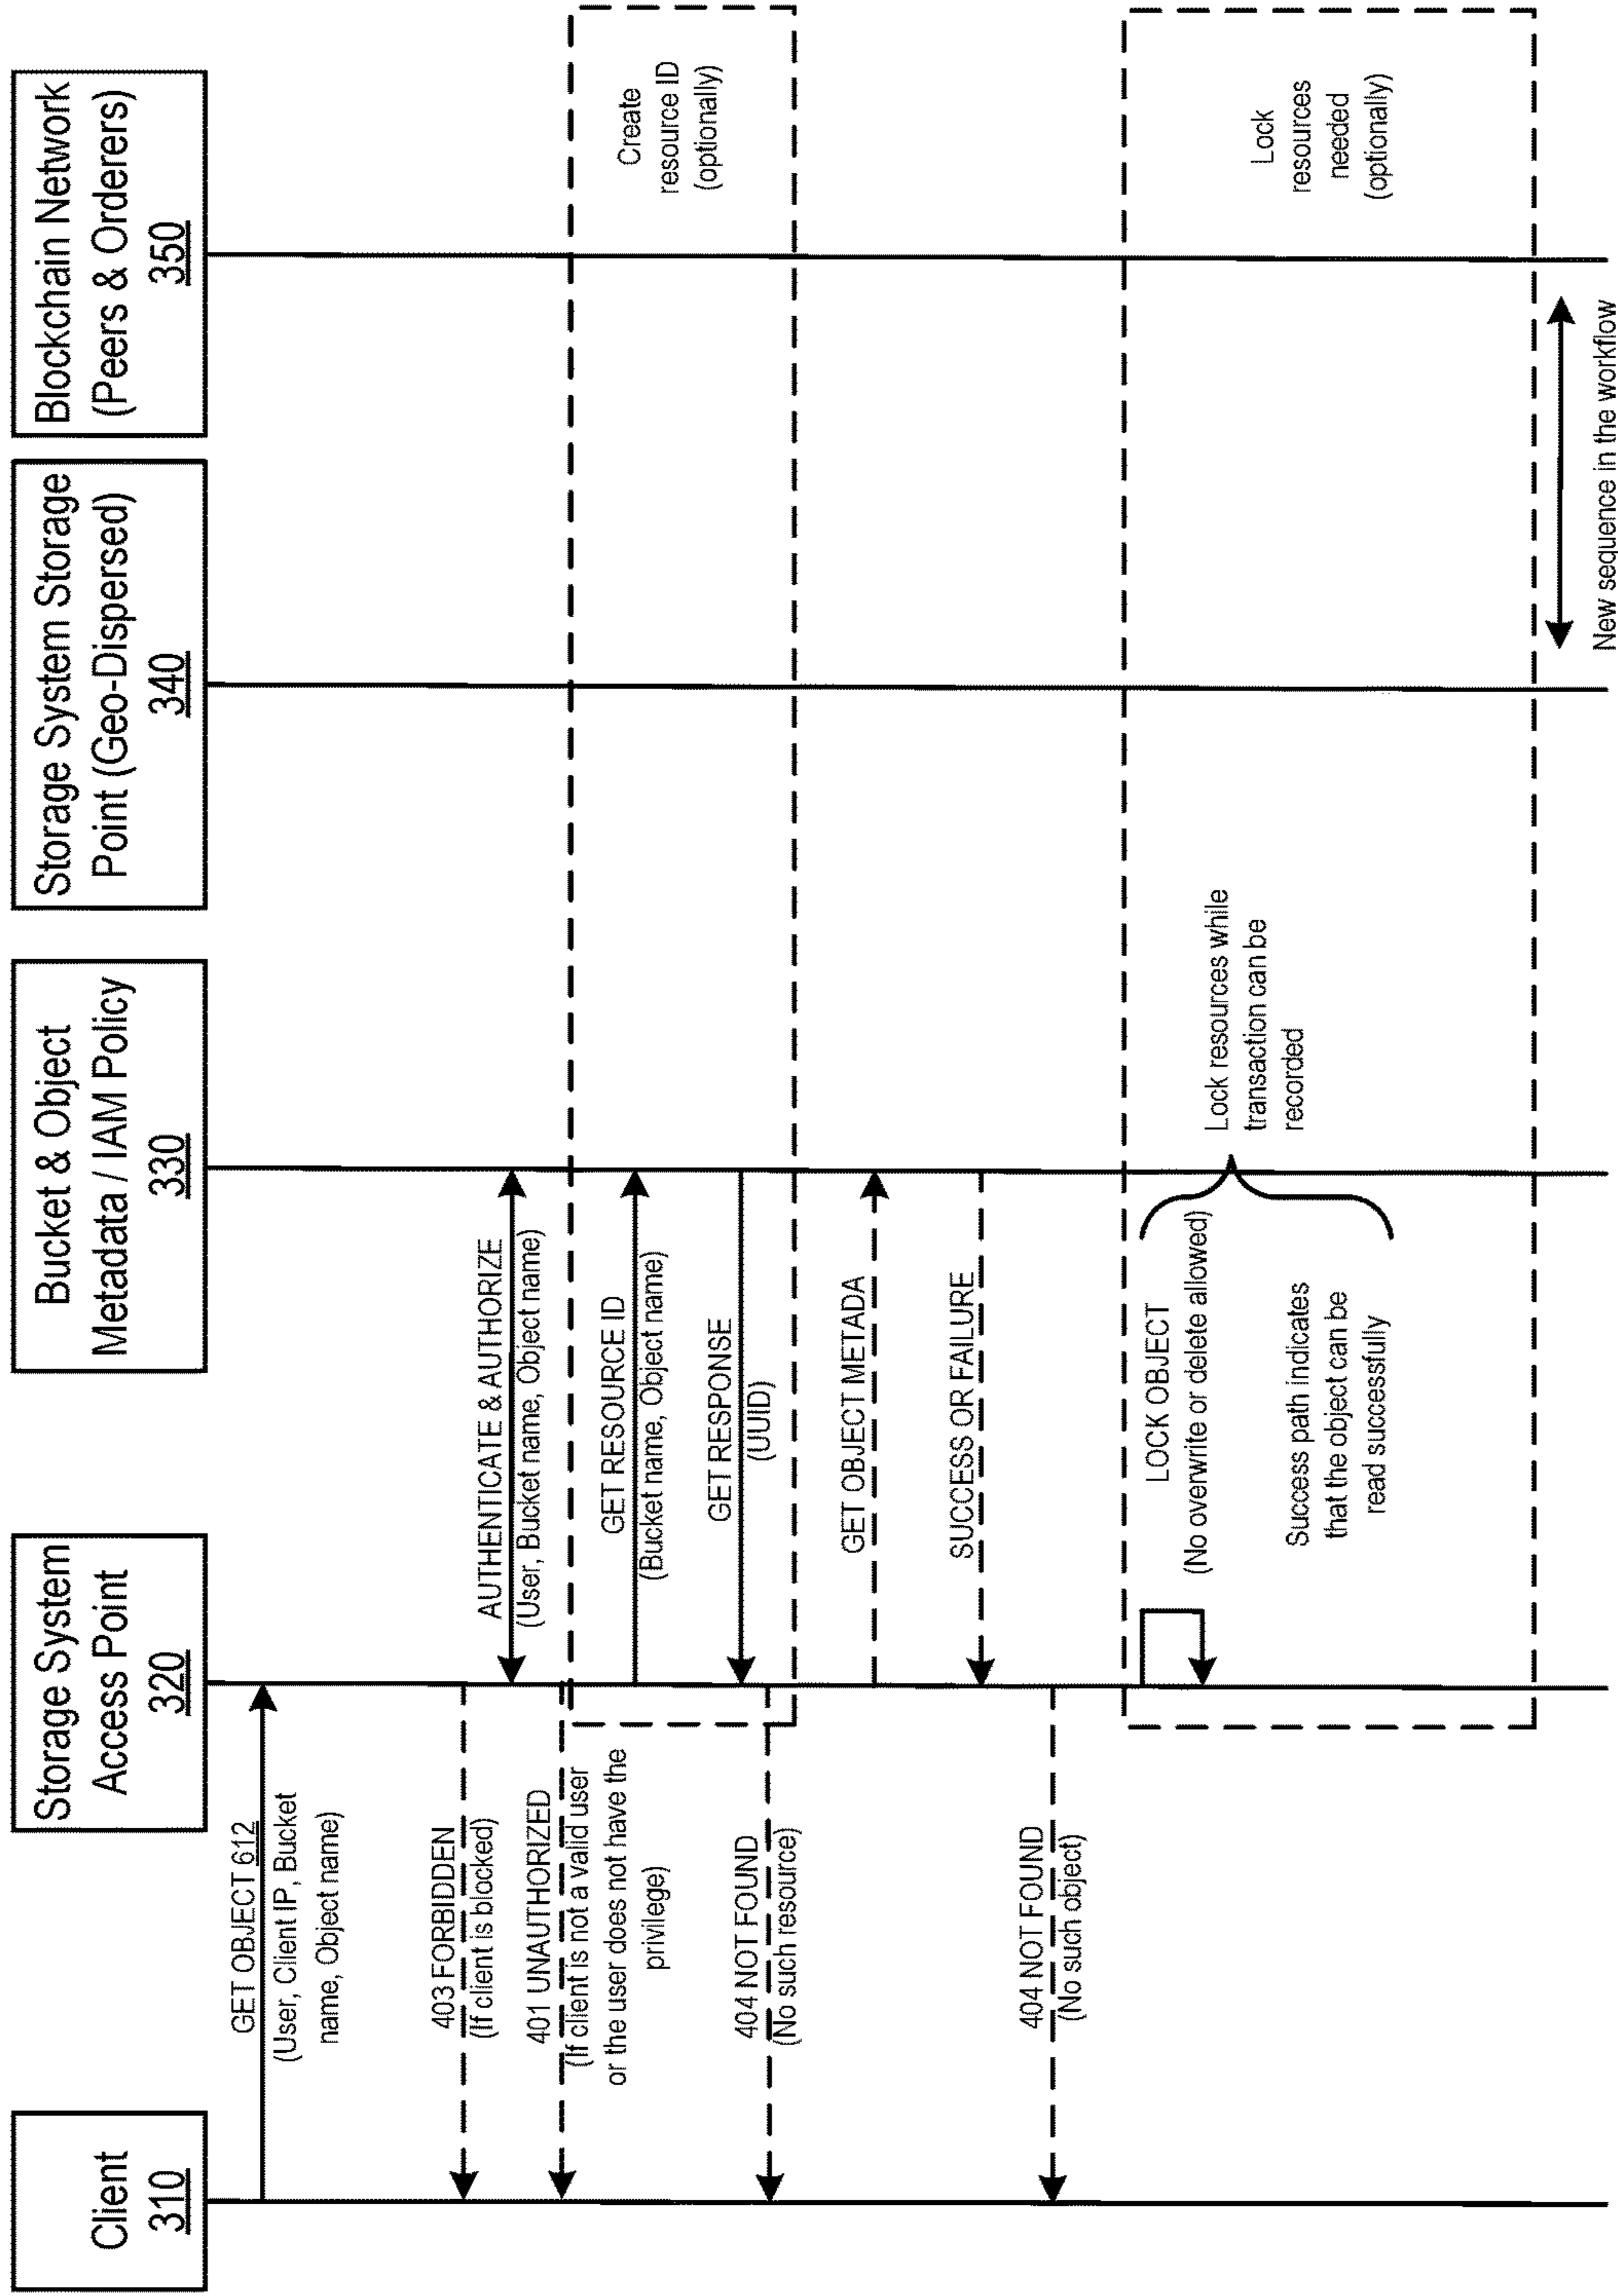 Client
310
Storage System
Access Point
320
Bucket & Object
Metadata / IAM Policy
330
Storage System Storage
Point (Geo-Dispersed)
340
Blockchain Network
(Peers & Orderers)
350
GET OBJECT 612
(User, Client IP, Bucket
name, Object name)
403 FORBIDDEN
(If client is blocked)
AUTHENTICATE & AUTHORIZE
(User, Bucket name, Object name)
401 UNAUTHORIZED
(If client is not a valid user
or the user does not have the
privilege)
GET RESOURCE ID
(Bucket name, Object name)
Create
resource ID
(optionally)
GET RESPONSE
(UUID)
404 NOT FOUND
(No such resource)
GET OBJECT METADA
SUCCESS OR FAILURE
404 NOT FOUND
(No such object)
LOCK OBJECT
(No overwrite or delete allowed)
Success path indicates
that the object can be
read successfully
Lock resources while
transaction can be
recorded
Lock
resources
needed
(optionally)
New sequence in the workflow